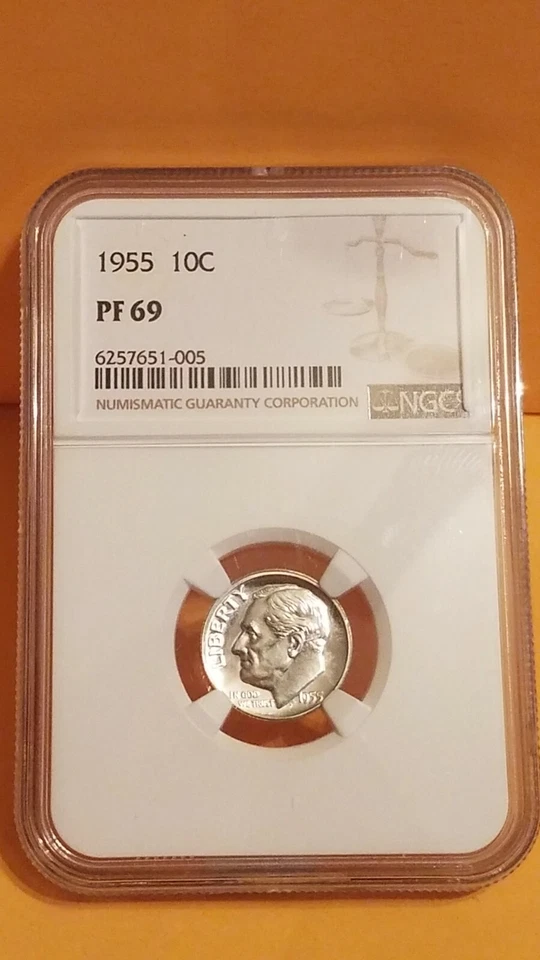 1955 10C
PF 69
6257651-005
NUMISMATIC GUARANTY CORPORATION
NGC
LIBERTY
IN GOD
WE TRUST
1955